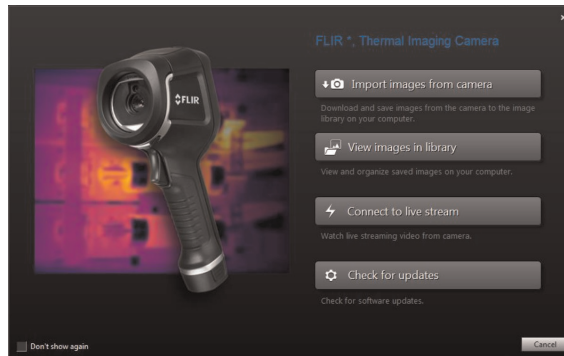 FLIR *, Thermal Imaging Camera
FLIR
Import images from camera
Download and save images from the camera to the image
library on your computer.
View images in library
View and organize saved images on your computer.
Connect to live stream
Watch live streaming video from camera.
Check for updates
Check for software updates.
Don't show again
Cancel